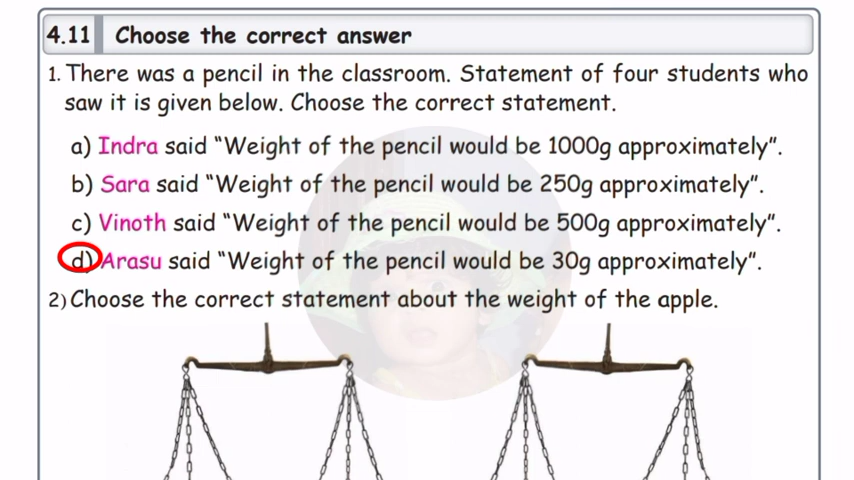 4.11 Choose the correct answer
1. There was a pencil in the classroom. Statement of four students who
saw it is given below. Choose the correct statement.
a) Indra said “Weight of the pencil would be 1000g approximately”.
b) Sara said “Weight of the pencil would be 250g approximately”.
c) Vinoth said “Weight of the pencil would be 500g approximately”.
d) Arasu said “Weight of the pencil would be 30g approximately”.
2) Choose the correct statement about the weight of the apple.